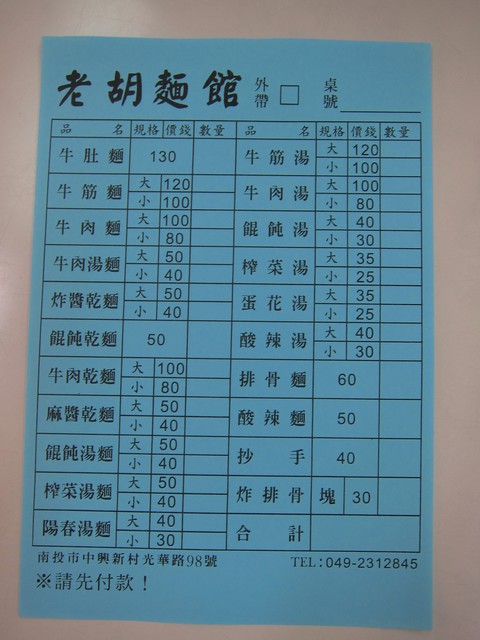 老胡麵館 外帶 □ 桌號
品名 規格 價錢 數量 品名 規格 價錢 數量
牛肚麵 130 牛筋湯 大 120 小 100
牛筋麵 大 120 小 100 牛肉湯 大 100 小 80
牛肉麵 大 100 小 80 餛飩湯 大 40 小 30
牛肉湯麵 大 50 小 40 榨菜湯 大 35 小 25
炸醬乾麵 大 50 小 40 蛋花湯 大 35 小 25
餛飩乾麵 50 酸辣湯 大 40 小 30
牛肉乾麵 大 100 小 80 排骨麵 60
麻醬乾麵 大 50 小 40 酸辣麵 50
餛飩湯麵 大 50 小 40 抄手 40
榨菜湯麵 大 50 小 40 炸排骨 塊 30
陽春湯麵 大 40 小 30 合計
南投市中興新村光華路98號 TEL:049-2312845
※請先付款！